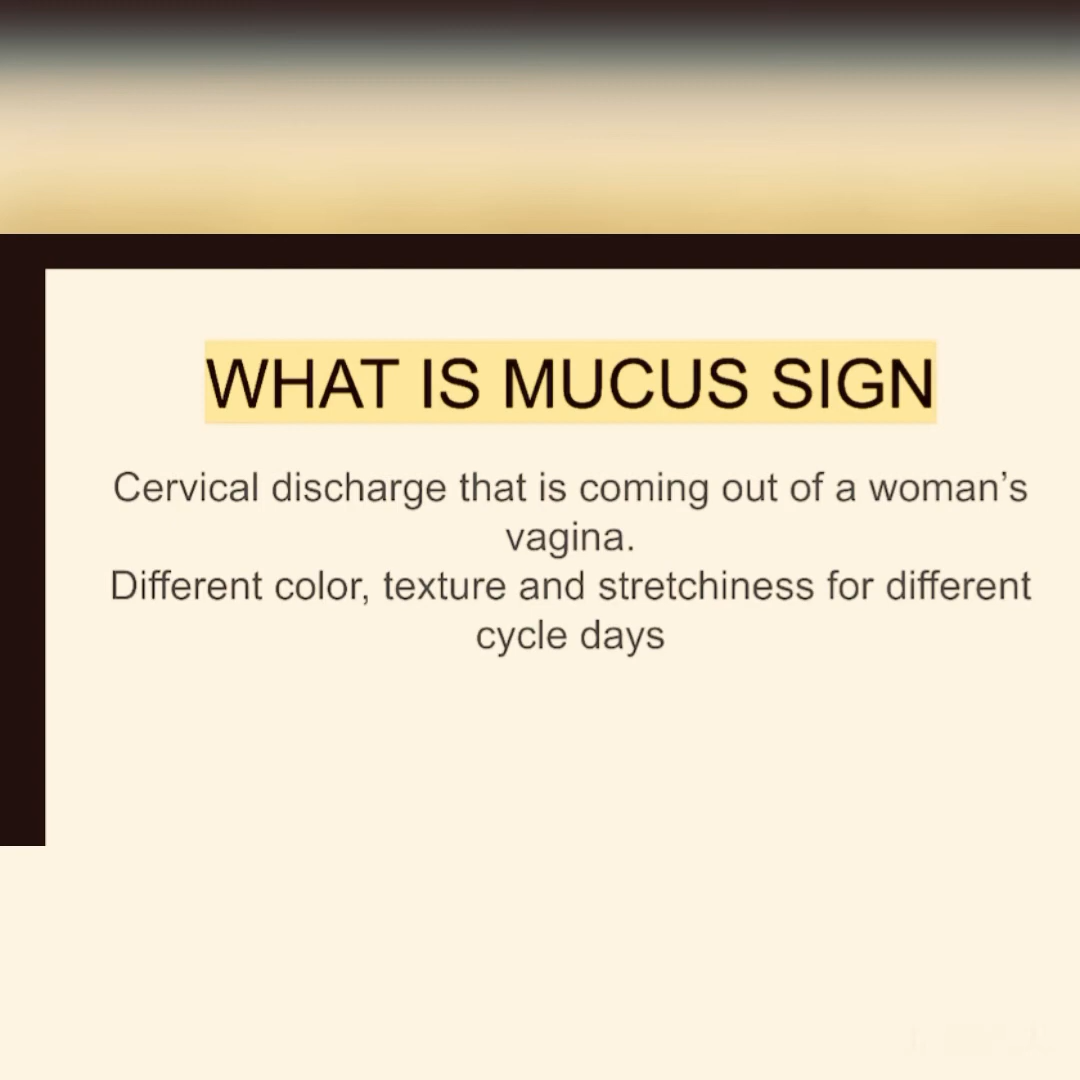 WHAT IS MUCUS SIGN
Cervical discharge that is coming out of a woman’s
vagina.
Different color, texture and stretchiness for different
cycle days